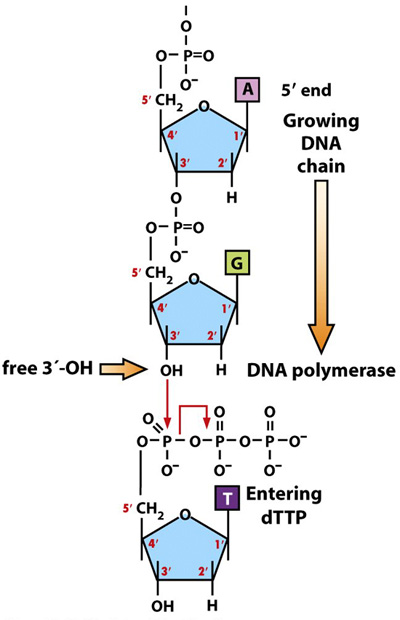 O
O–P=O
O–
5′ CH2
O
A
5′ end
Growing
DNA
chain
4′
1′
3′
2′
O
H
O–P=O
O–
5′ CH2
O
G
4′
1′
3′
2′
free 3´-OH
OH
H
DNA polymerase
O
O
O
O–P–O–P–O–P–O–
O–
O–
O–
5′ CH2
O
T
Entering
dTTP
4′
1′
3′
2′
OH
H